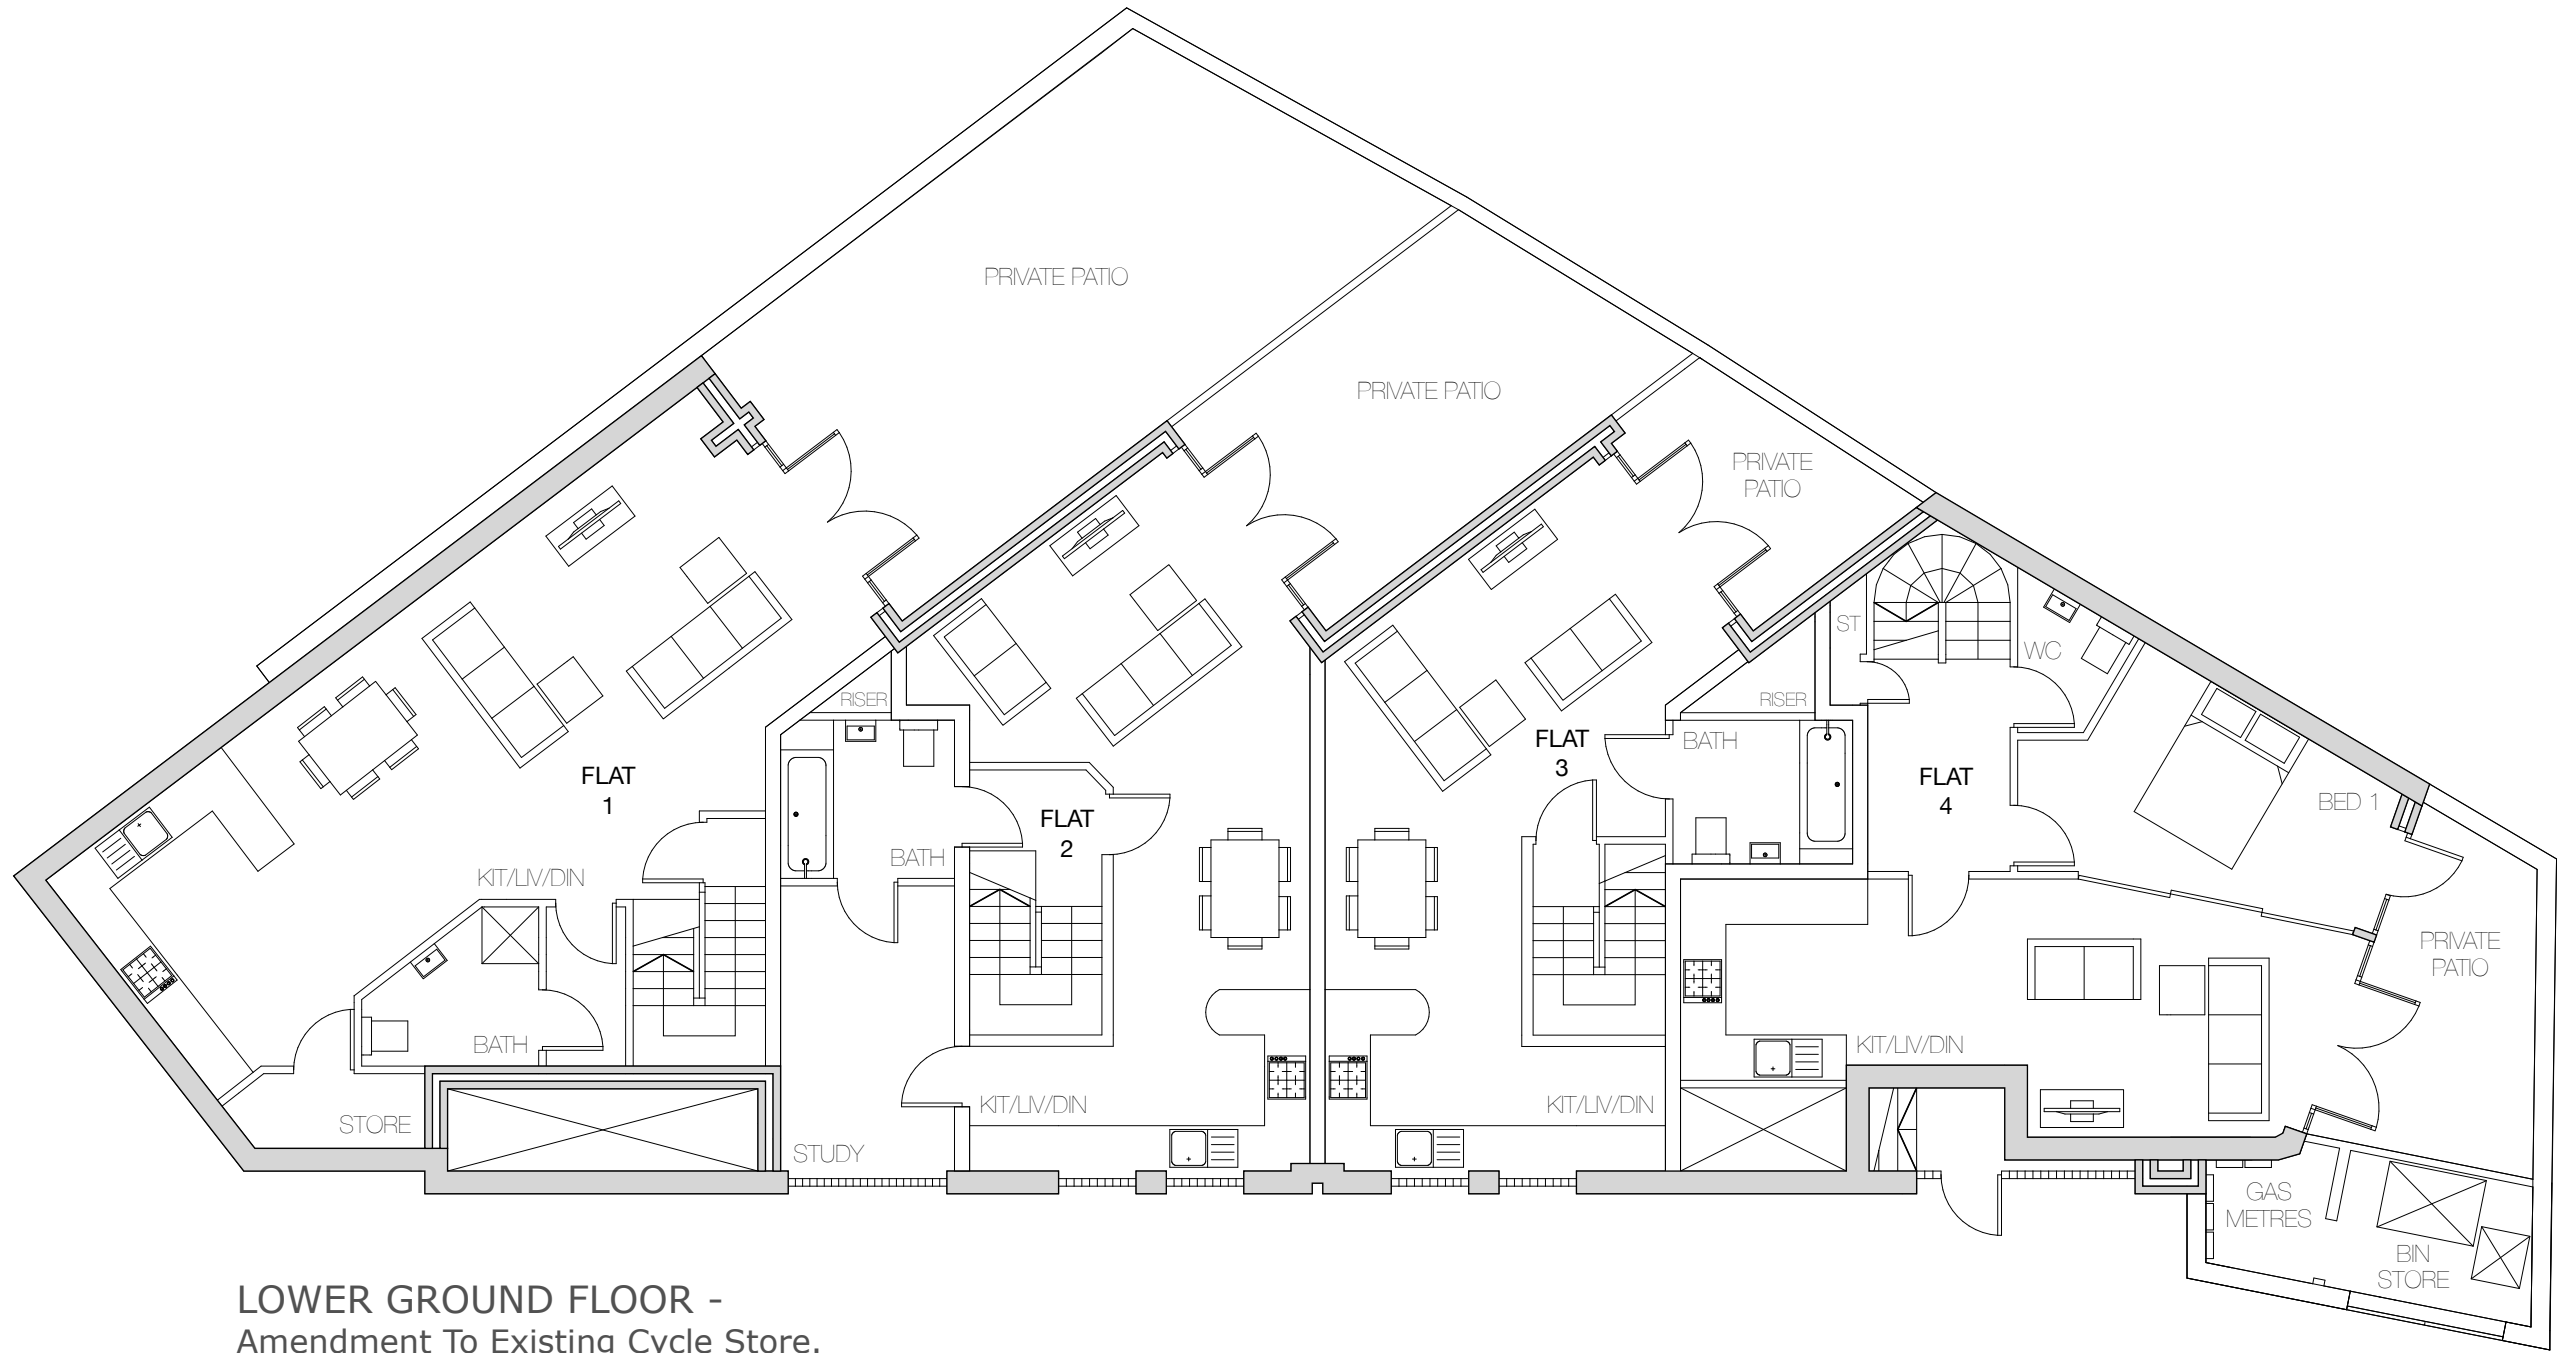 PRIVATE PATIO
PRIVATE PATIO
PRIVATE
PATIO
ST
WC
RISER
RISER
FLAT
1
FLAT
2
FLAT
3
BATH
FLAT
4
BED 1
KIT/LIV/DIN
BATH
PRIVATE
PATIO
BATH
KIT/LIV/DIN
STORE
STUDY
KIT/LIV/DIN
KIT/LIV/DIN
GAS
METRES
BIN
STORE
LOWER GROUND FLOOR -
Amendment To Existing Cycle Store.